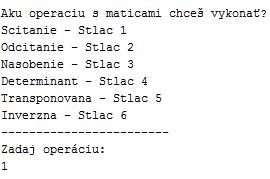 Aku operaciu s maticami chceš vykonať?
Scitanie - Stlac 1
Odcitanie - Stlac 2
Nasobenie - Stlac 3
Determinant - Stlac 4
Transponovana - Stlac 5
Inverzna - Stlac 6
------------------------
Zadaj operáciu:
1